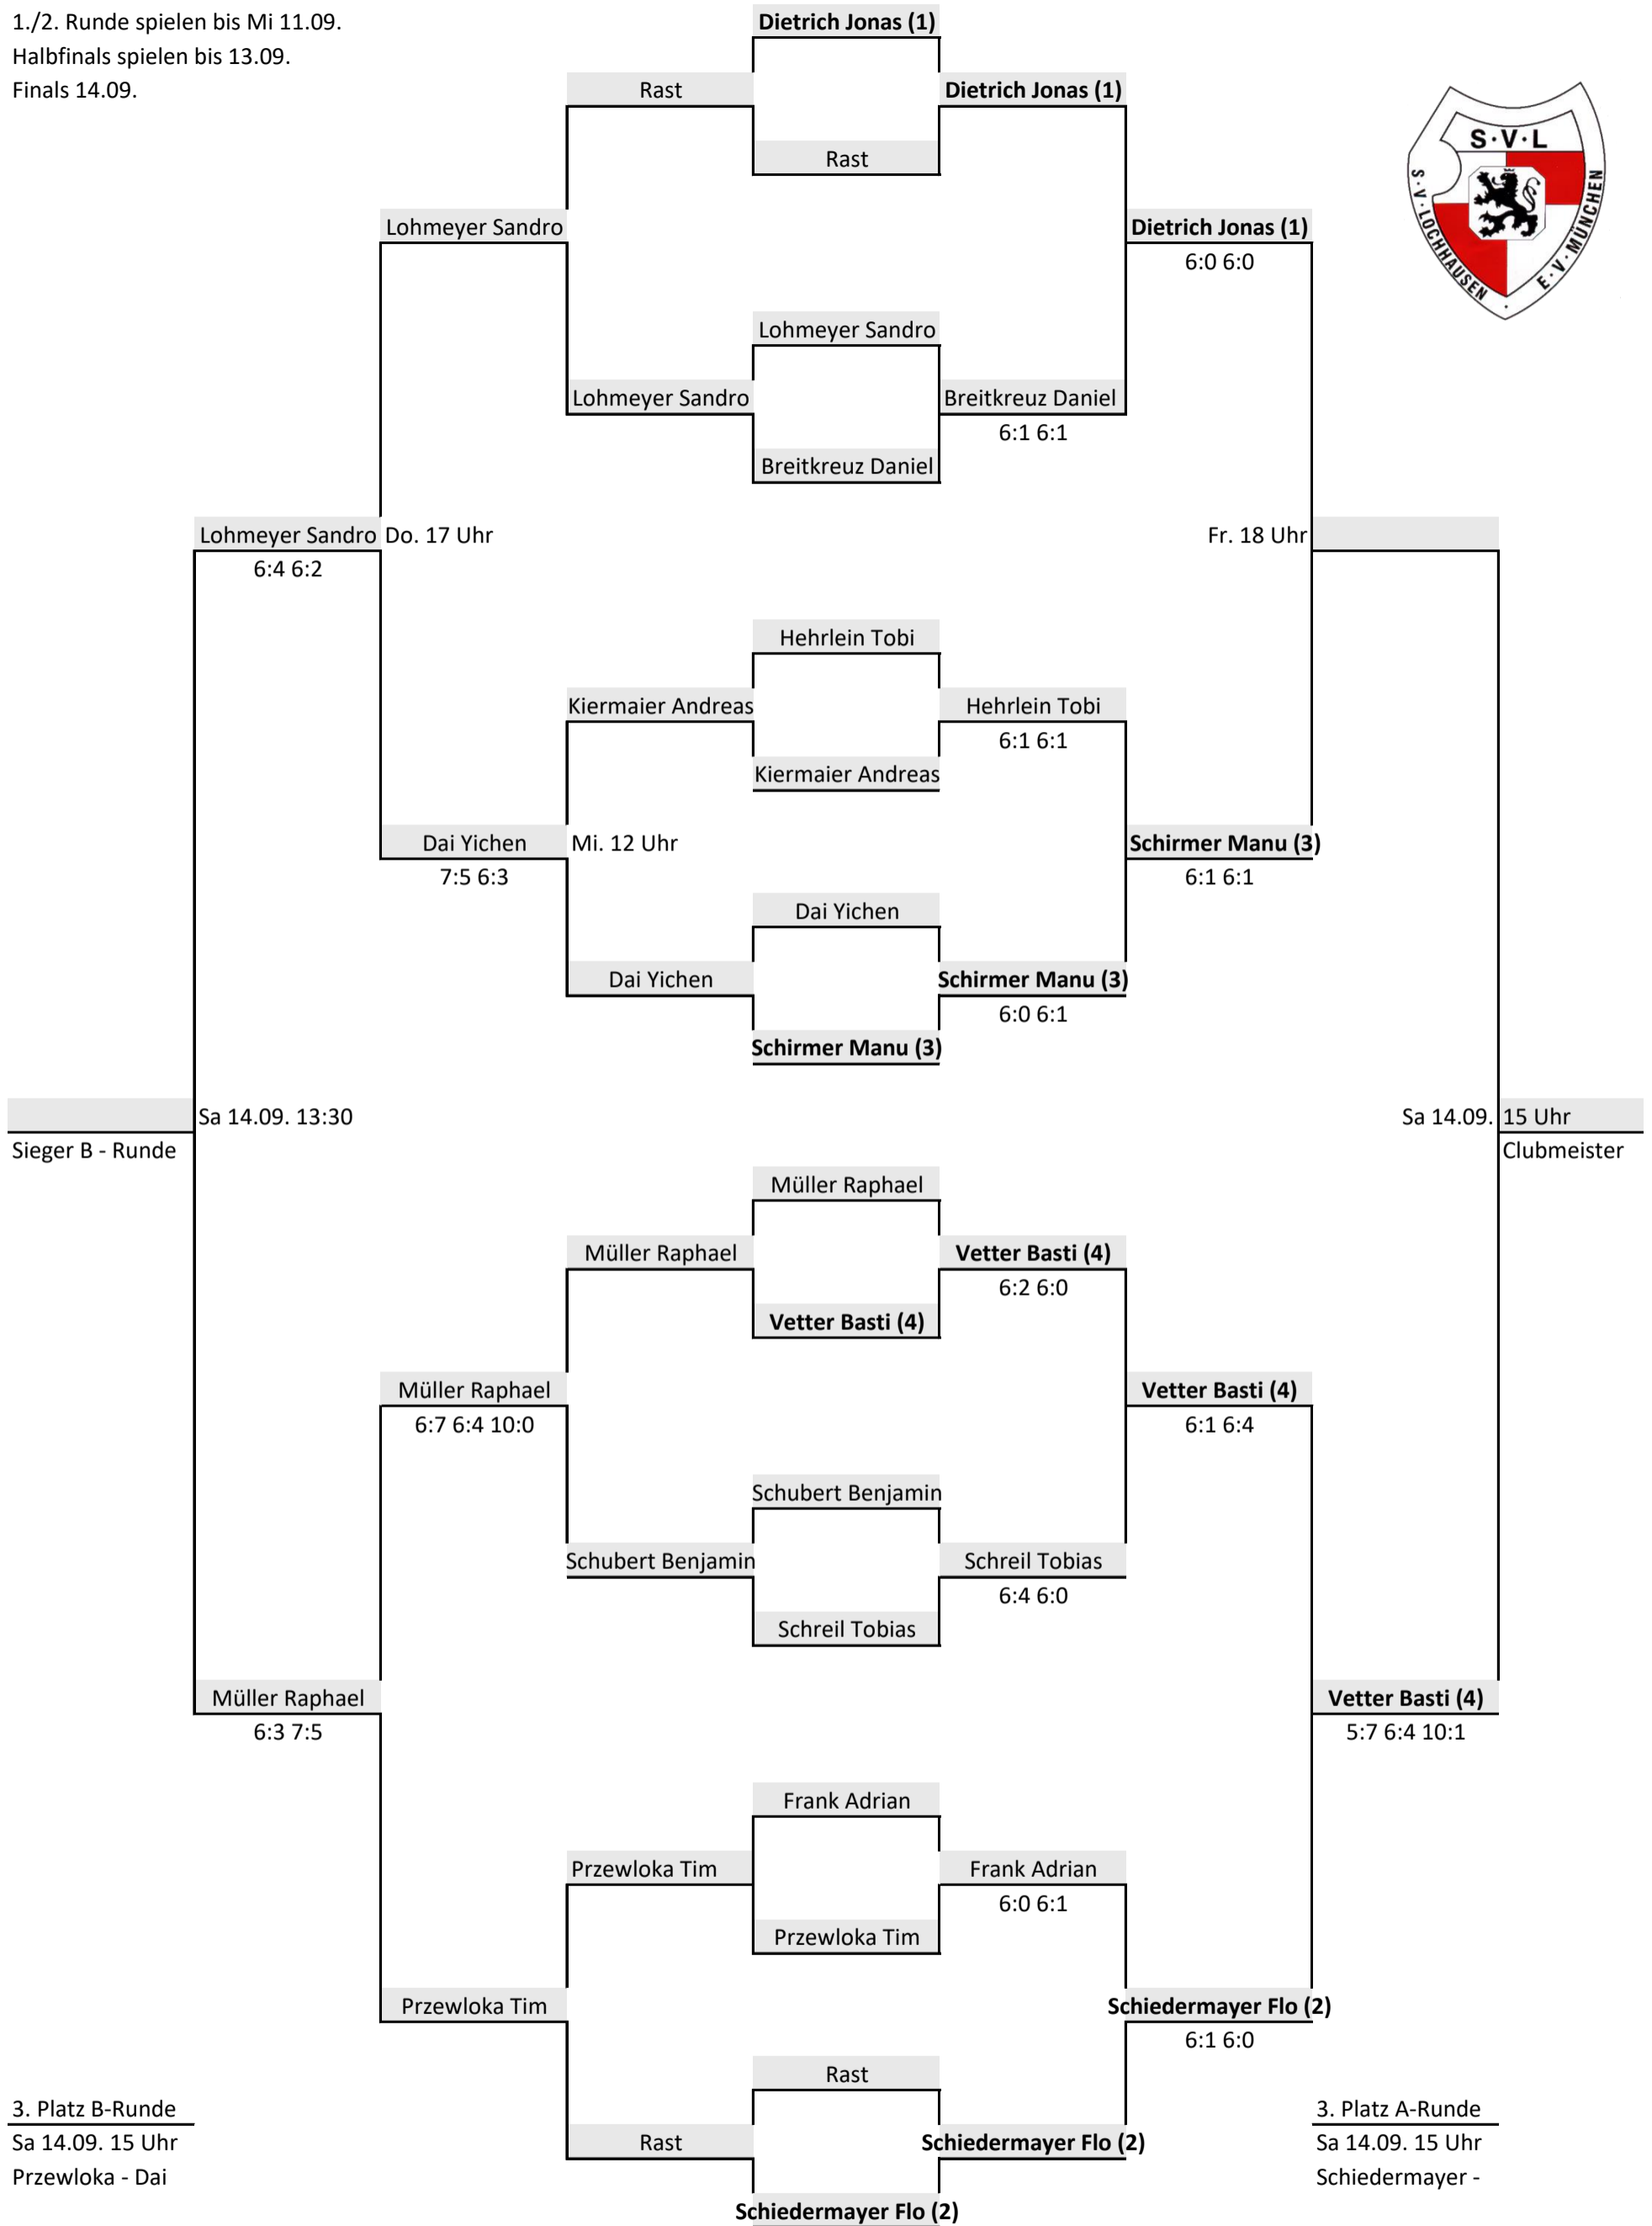 1./2. Runde spielen bis Mi 11.09.
Halbfinals spielen bis 13.09.
Finals 14.09.
Dietrich Jonas (1)
Rast
Dietrich Jonas (1)
Rast
S·V·L
S·V·LOCHHAUSEN · E·V·MÜNCHEN
Lohmeyer Sandro
Dietrich Jonas (1)
6:0 6:0
Lohmeyer Sandro
Lohmeyer Sandro
Breitkreuz Daniel
6:1 6:1
Breitkreuz Daniel
Lohmeyer Sandro
Do. 17 Uhr
Fr. 18 Uhr
6:4 6:2
Hehrlein Tobi
Kiermaier Andreas
Hehrlein Tobi
6:1 6:1
Kiermaier Andreas
Dai Yichen
Mi. 12 Uhr
Schirmer Manu (3)
7:5 6:3
6:1 6:1
Dai Yichen
Dai Yichen
Schirmer Manu (3)
6:0 6:1
Schirmer Manu (3)
Sa 14.09. 13:30
Sa 14.09. 15 Uhr
Sieger B - Runde
Clubmeister
Müller Raphael
Müller Raphael
Vetter Basti (4)
6:2 6:0
Vetter Basti (4)
Müller Raphael
Vetter Basti (4)
6:7 6:4 10:0
6:1 6:4
Schubert Benjamin
Schubert Benjamin
Schreil Tobias
6:4 6:0
Schreil Tobias
Müller Raphael
Vetter Basti (4)
6:3 7:5
5:7 6:4 10:1
Frank Adrian
Przewloka Tim
Frank Adrian
6:0 6:1
Przewloka Tim
Przewloka Tim
Schiedermayer Flo (2)
6:1 6:0
Rast
3. Platz B-Runde
3. Platz A-Runde
Sa 14.09. 15 Uhr
Rast
Schiedermayer Flo (2)
Sa 14.09. 15 Uhr
Przewloka - Dai
Schiedermayer -
Schiedermayer Flo (2)